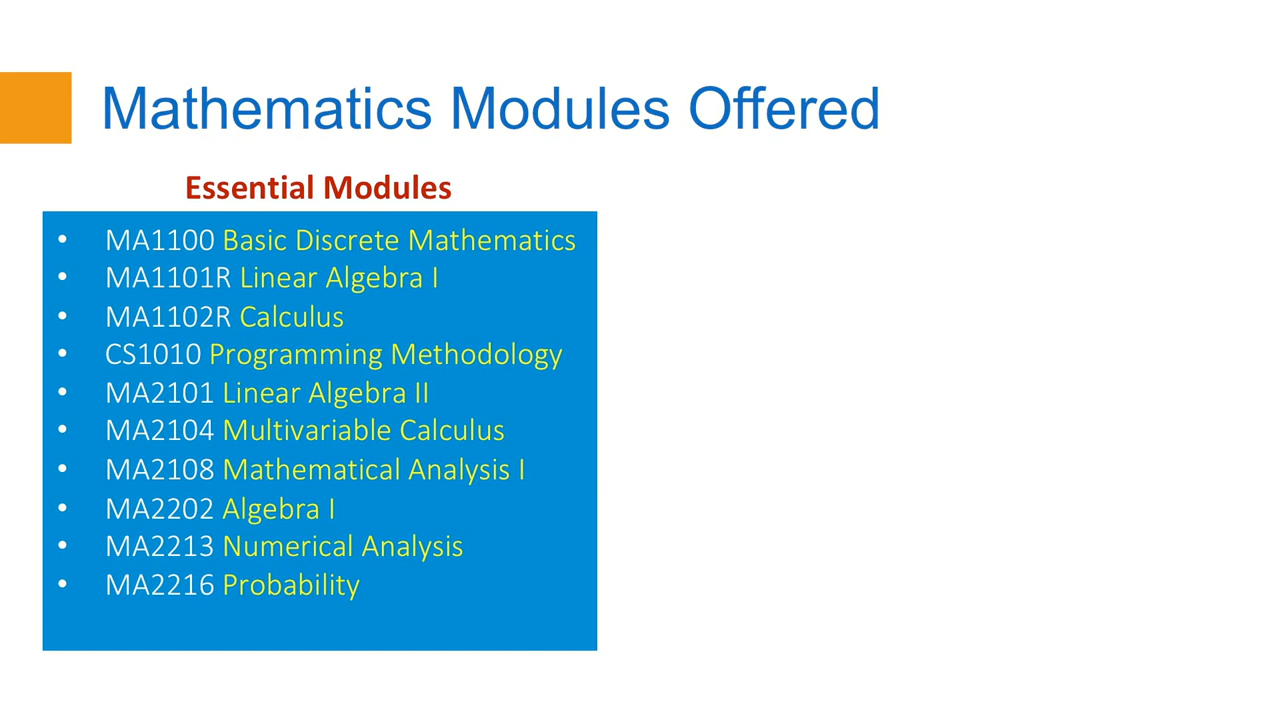 Mathematics Modules Offered
Essential Modules
• MA1100 Basic Discrete Mathematics
• MA1101R Linear Algebra I
• MA1102R Calculus
• CS1010 Programming Methodology
• MA2101 Linear Algebra II
• MA2104 Multivariable Calculus
• MA2108 Mathematical Analysis I
• MA2202 Algebra I
• MA2213 Numerical Analysis
• MA2216 Probability